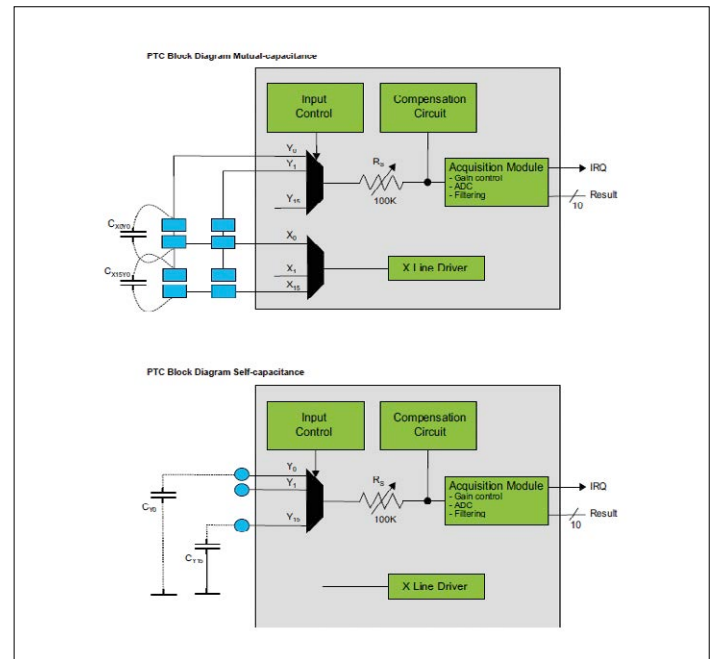 PTC Block Diagram Mutual-capacitance
Input
Control
Compensation
Circuit
Y0
Y1
Y15
RS
100K
Acquisition Module
- Gain control
- ADC
- Filtering
IRQ
Result
10
CX0Y0
CX15Y0
X0
X1
X15
X Line Driver
PTC Block Diagram Self-capacitance
Input
Control
Compensation
Circuit
Y0
Y1
Y15
RS
100K
Acquisition Module
- Gain control
- ADC
- Filtering
IRQ
Result
10
CY0
CY15
X Line Driver